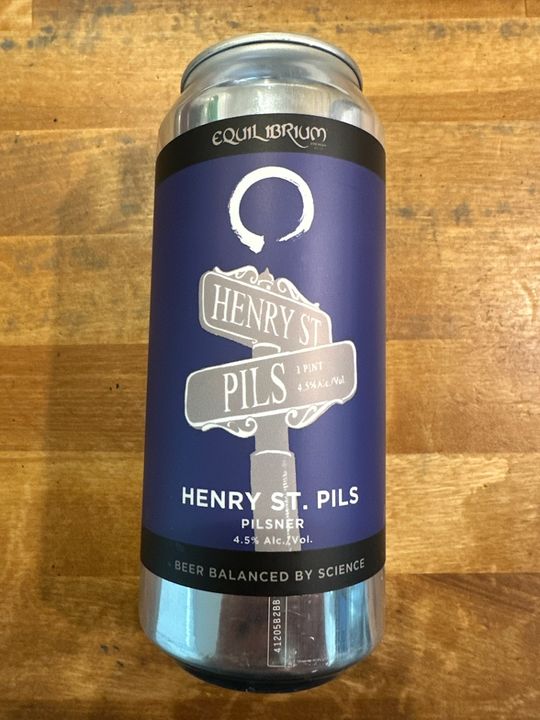 EQUILIBRIUM
HENRY ST
PILS
1 PINT
4.5% Alc./Vol.
HENRY ST. PILS
PILSNER
4.5% Alc./Vol.
BEER BALANCED BY SCIENCE
41205B2BB